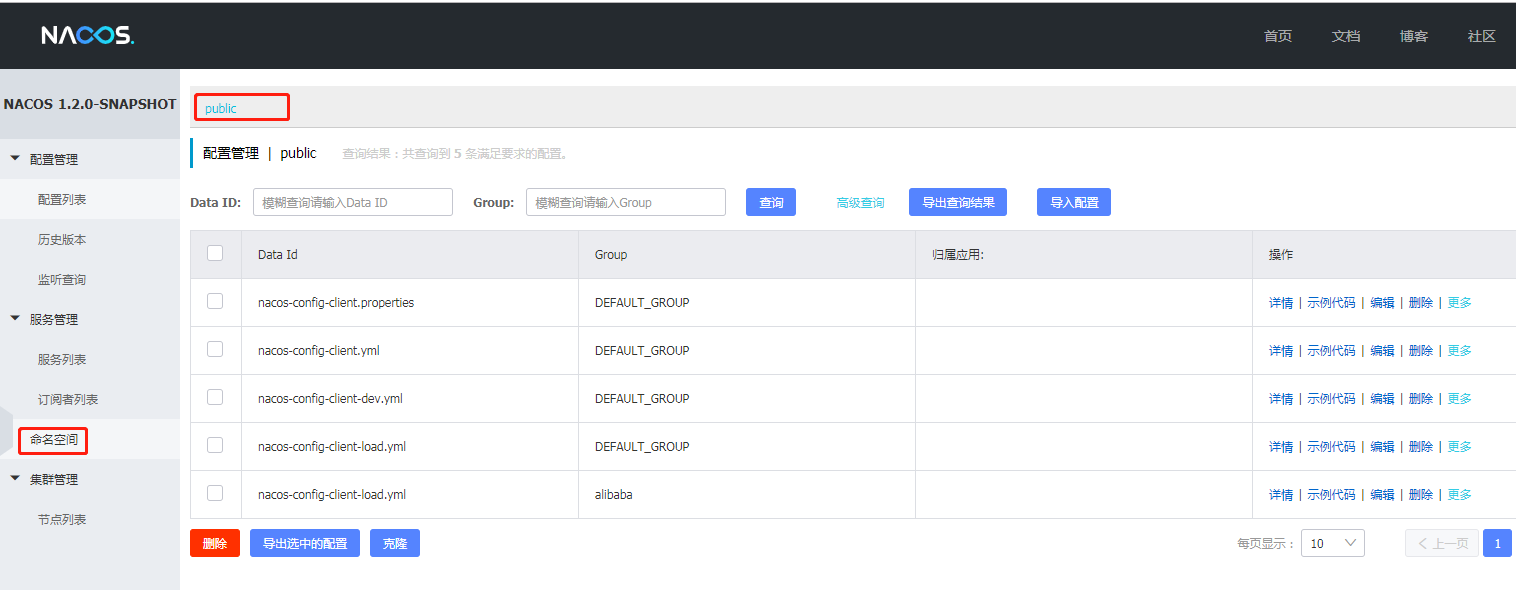 NACOS.
首页 文档 博客 社区
NACOS 1.2.0-SNAPSHOT
配置管理
配置列表
历史版本
监听查询
服务管理
服务列表
订阅者列表
命名空间
集群管理
节点列表
public
配置管理 | public 查询结果：共查询到 5 条满足要求的配置。
Data ID: 模糊查询请输入Data ID Group: 模糊查询请输入Group 查询 高级查询 导出查询结果 导入配置
Data Id Group 归属应用: 操作
nacos-config-client.properties DEFAULT_GROUP 详情 | 示例代码 | 编辑 | 删除 | 更多
nacos-config-client.yml DEFAULT_GROUP 详情 | 示例代码 | 编辑 | 删除 | 更多
nacos-config-client-dev.yml DEFAULT_GROUP 详情 | 示例代码 | 编辑 | 删除 | 更多
nacos-config-client-load.yml DEFAULT_GROUP 详情 | 示例代码 | 编辑 | 删除 | 更多
nacos-config-client-load.yml alibaba 详情 | 示例代码 | 编辑 | 删除 | 更多
删除 导出选中的配置 克隆 每页显示： 10 上一页 1